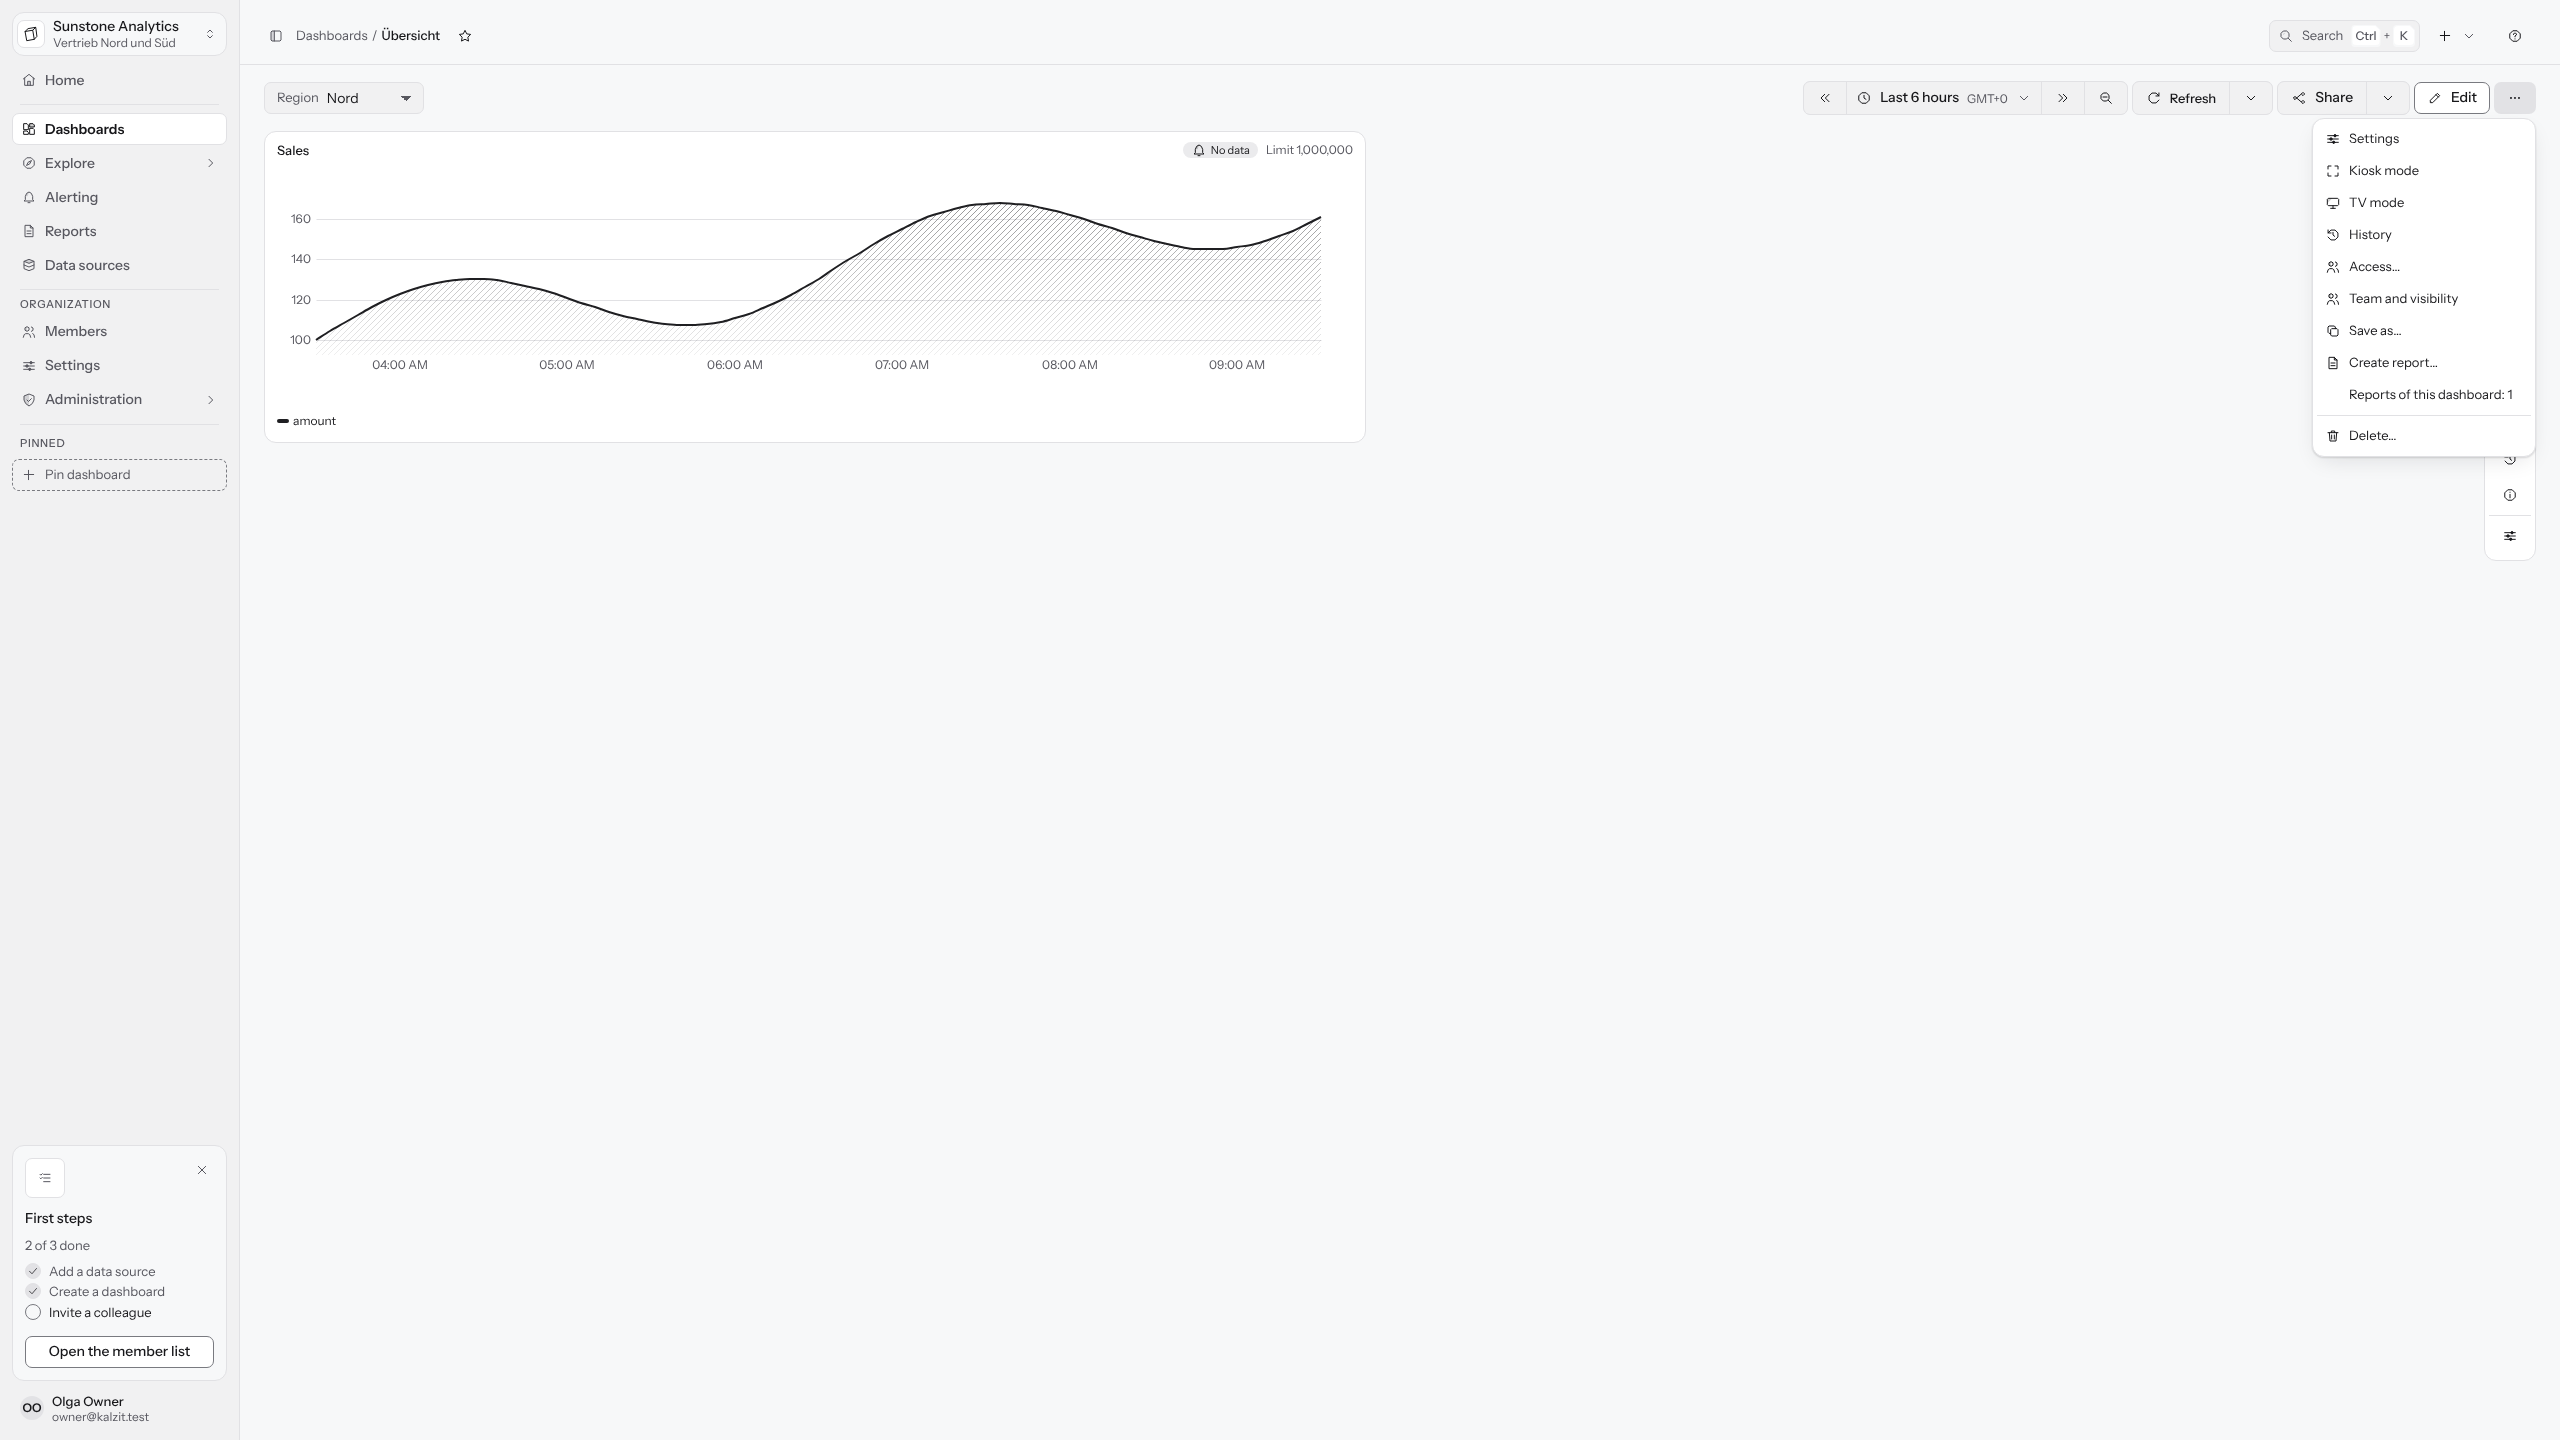 Sunstone Analytics
Vertrieb Nord und Süd
Home
Dashboards
Explore
Alerting
Reports
Data sources
ORGANIZATION
Members
Settings
Administration
PINNED
Pin dashboard
First steps
2 of 3 done
Add a data source
Create a dashboard
Invite a colleague
Open the member list
OO
Olga Owner
owner@kalzit.test
Dashboards / Übersicht
Search Ctrl + K
Region Nord
Last 6 hours GMT+0
Refresh
Share
Edit
Sales
No data
Limit 1,000,000
160
140
120
100
04:00 AM 05:00 AM 06:00 AM 07:00 AM 08:00 AM 09:00 AM
amount
Settings
Kiosk mode
TV mode
History
Access...
Team and visibility
Save as...
Create report...
Reports of this dashboard: 1
Delete...